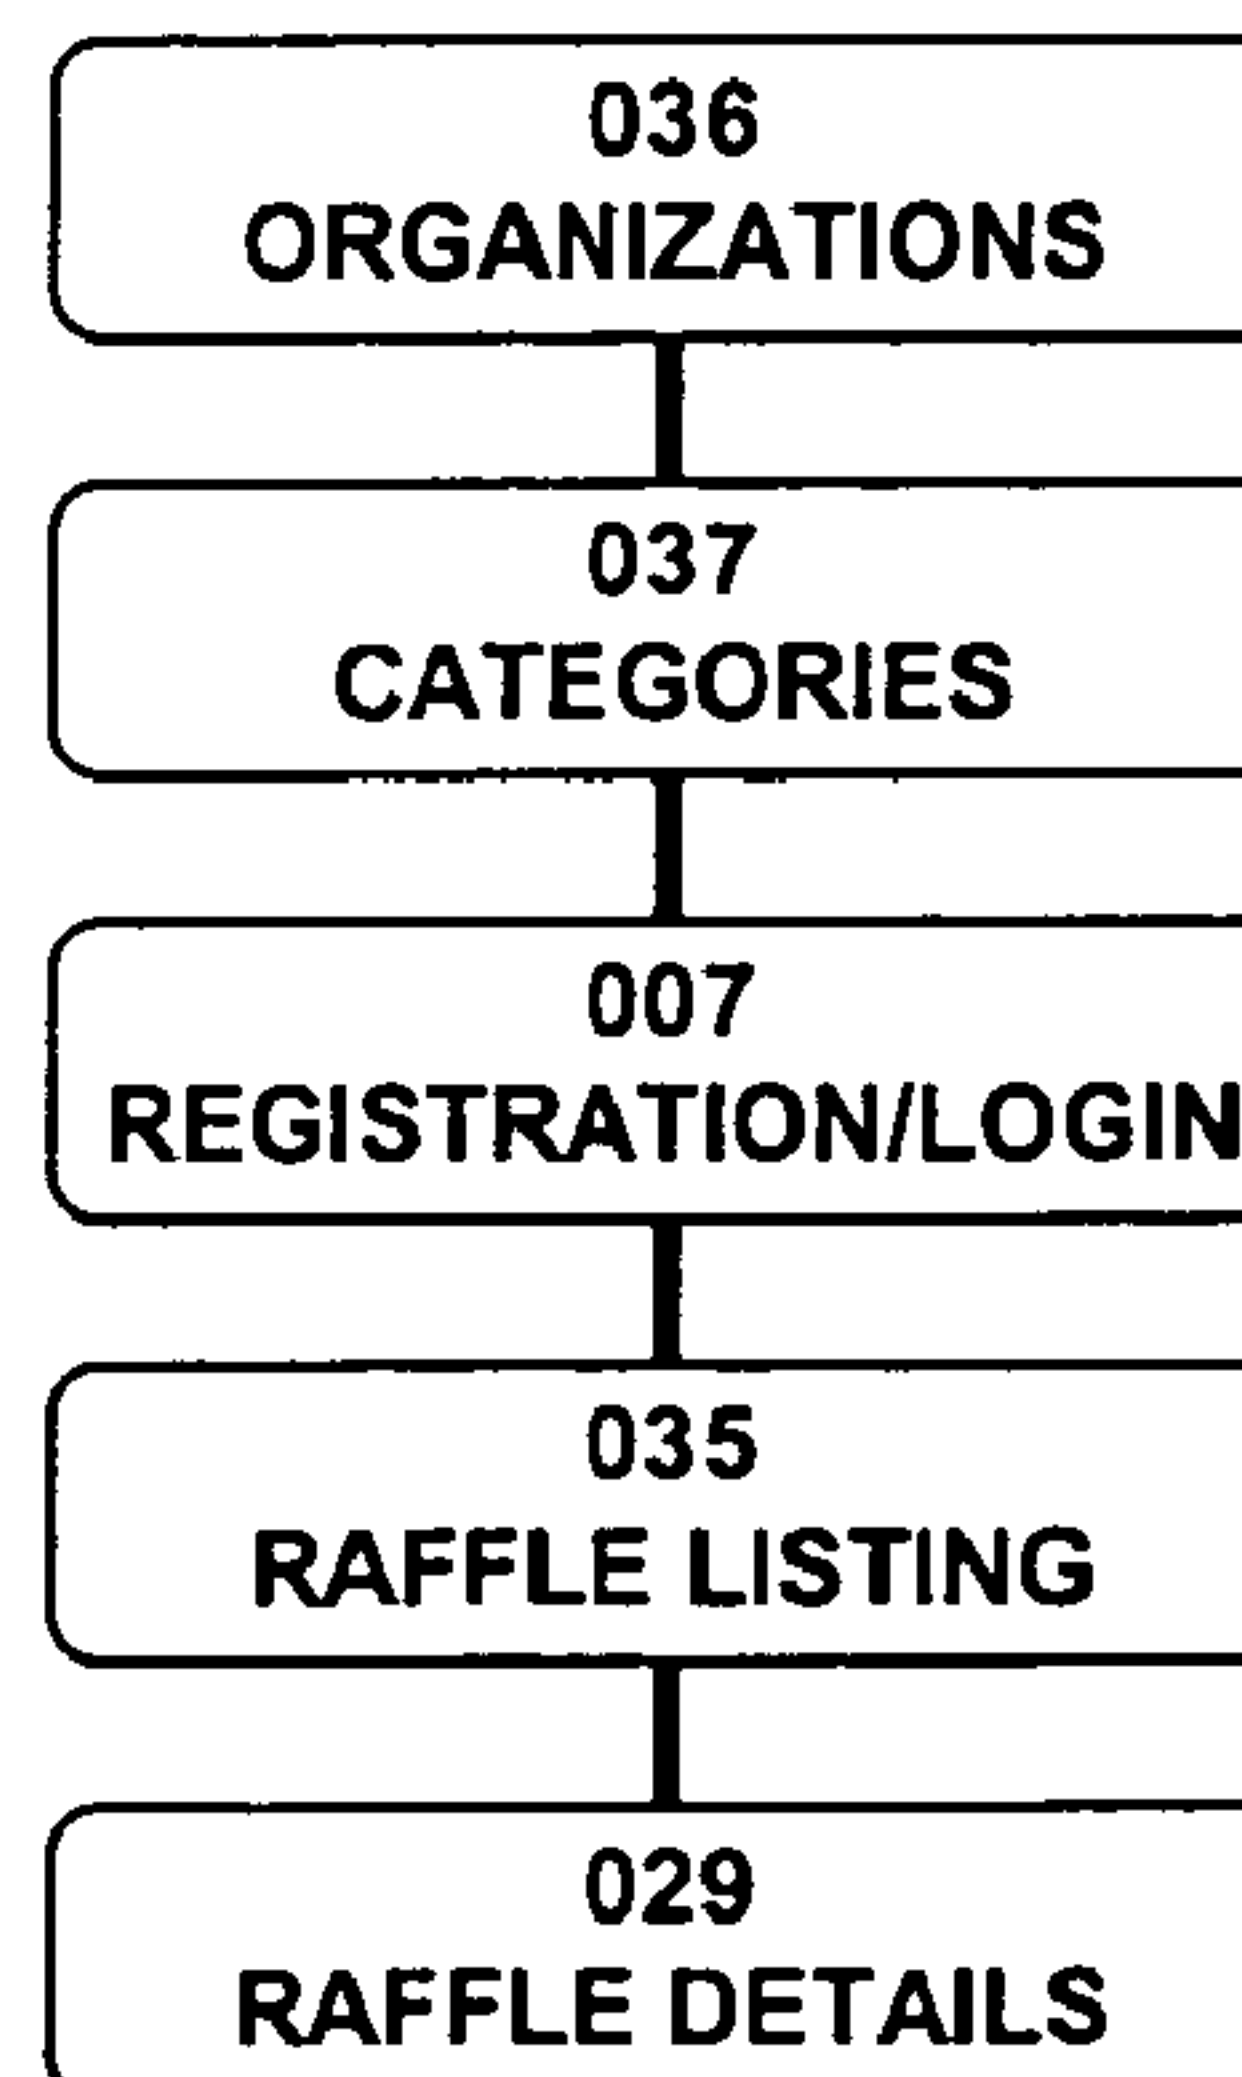 036
ORGANIZATIONS
037
CATEGORIES
007
REGISTRATION/LOGIN
035
RAFFLE LISTING
029
RAFFLE DETAILS